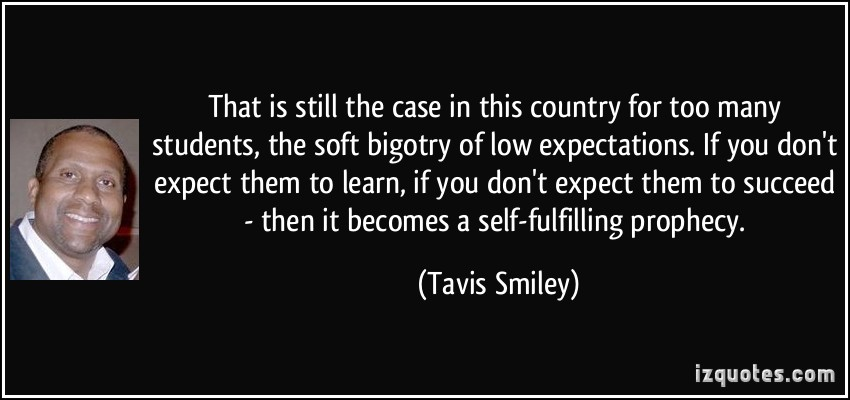 That is still the case in this country for too many
students, the soft bigotry of low expectations. If you don't
expect them to learn, if you don't expect them to succeed
- then it becomes a self-fulfilling prophecy.
(Tavis Smiley)
izquotes.com